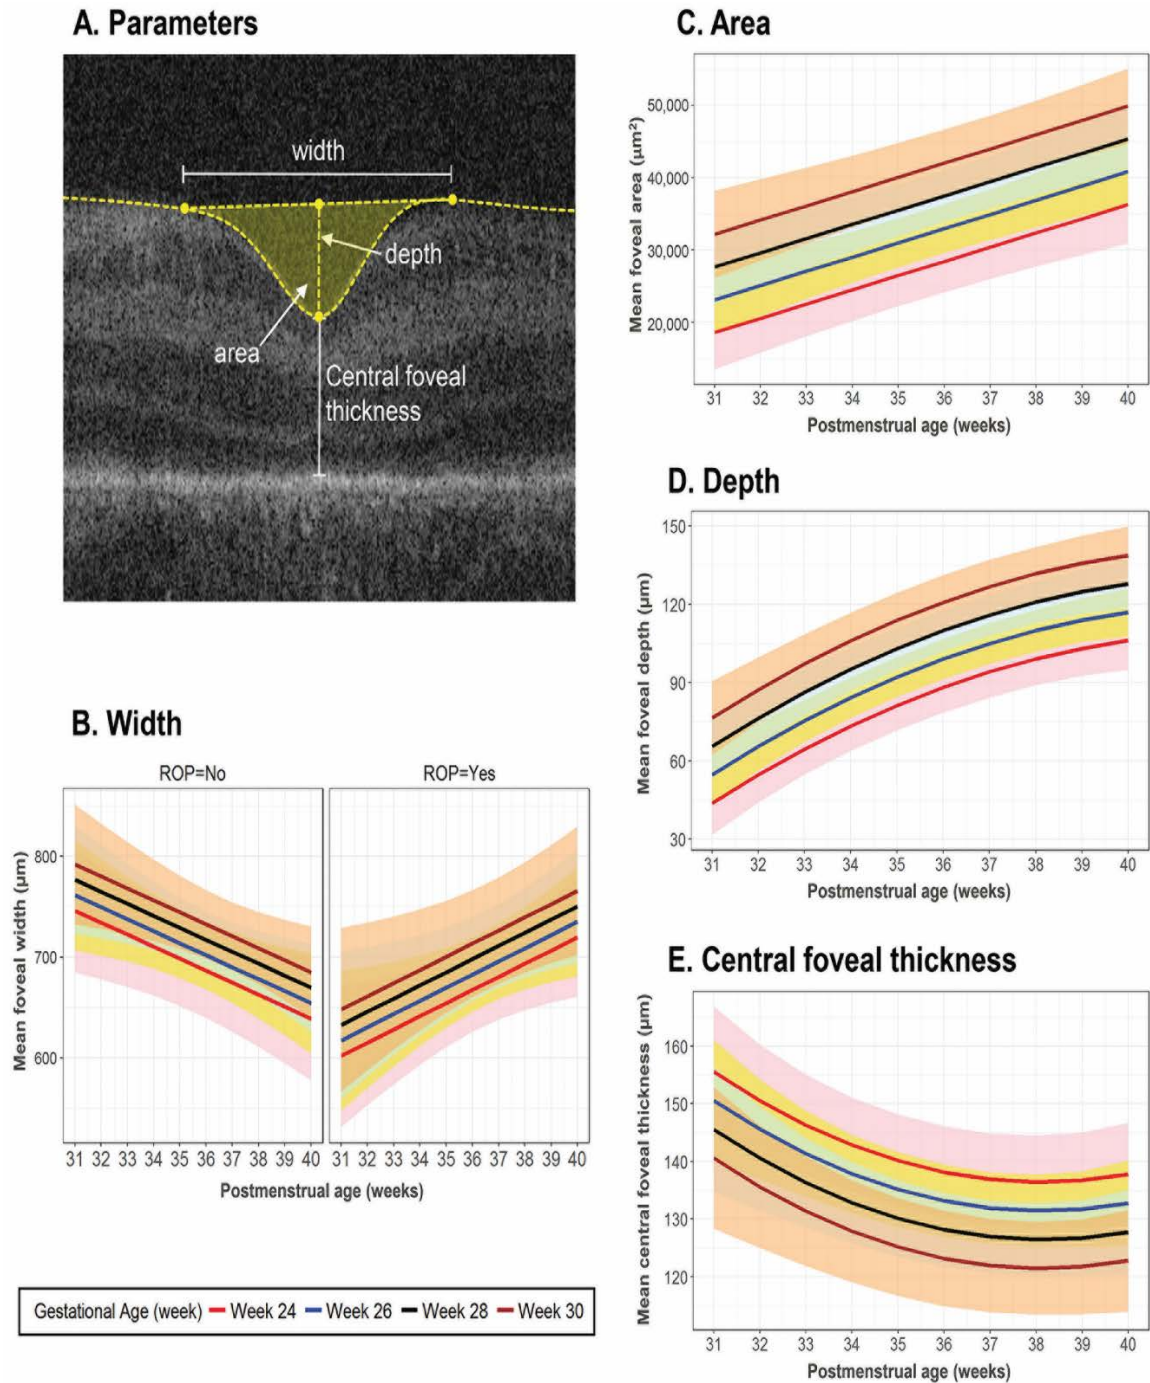 A. Parameters
width
depth
area
Central foveal
thickness
B. Width
ROP=No
ROP=Yes
Mean foveal width (µm)
800
700
600
31 32 33 34 35 36 37 38 39 40
31 32 33 34 35 36 37 38 39 40
Postmenstrual age (weeks)
Gestational Age (week) Week 24 Week 26 Week 28 Week 30
C. Area
Mean foveal area (µm²)
50,000
40,000
30,000
20,000
31 32 33 34 35 36 37 38 39 40
Postmenstrual age (weeks)
D. Depth
Mean foveal depth (µm)
150
120
90
60
30
31 32 33 34 35 36 37 38 39 40
Postmenstrual age (weeks)
E. Central foveal thickness
Mean central foveal thickness (µm)
160
150
140
130
120
31 32 33 34 35 36 37 38 39 40
Postmenstrual age (weeks)